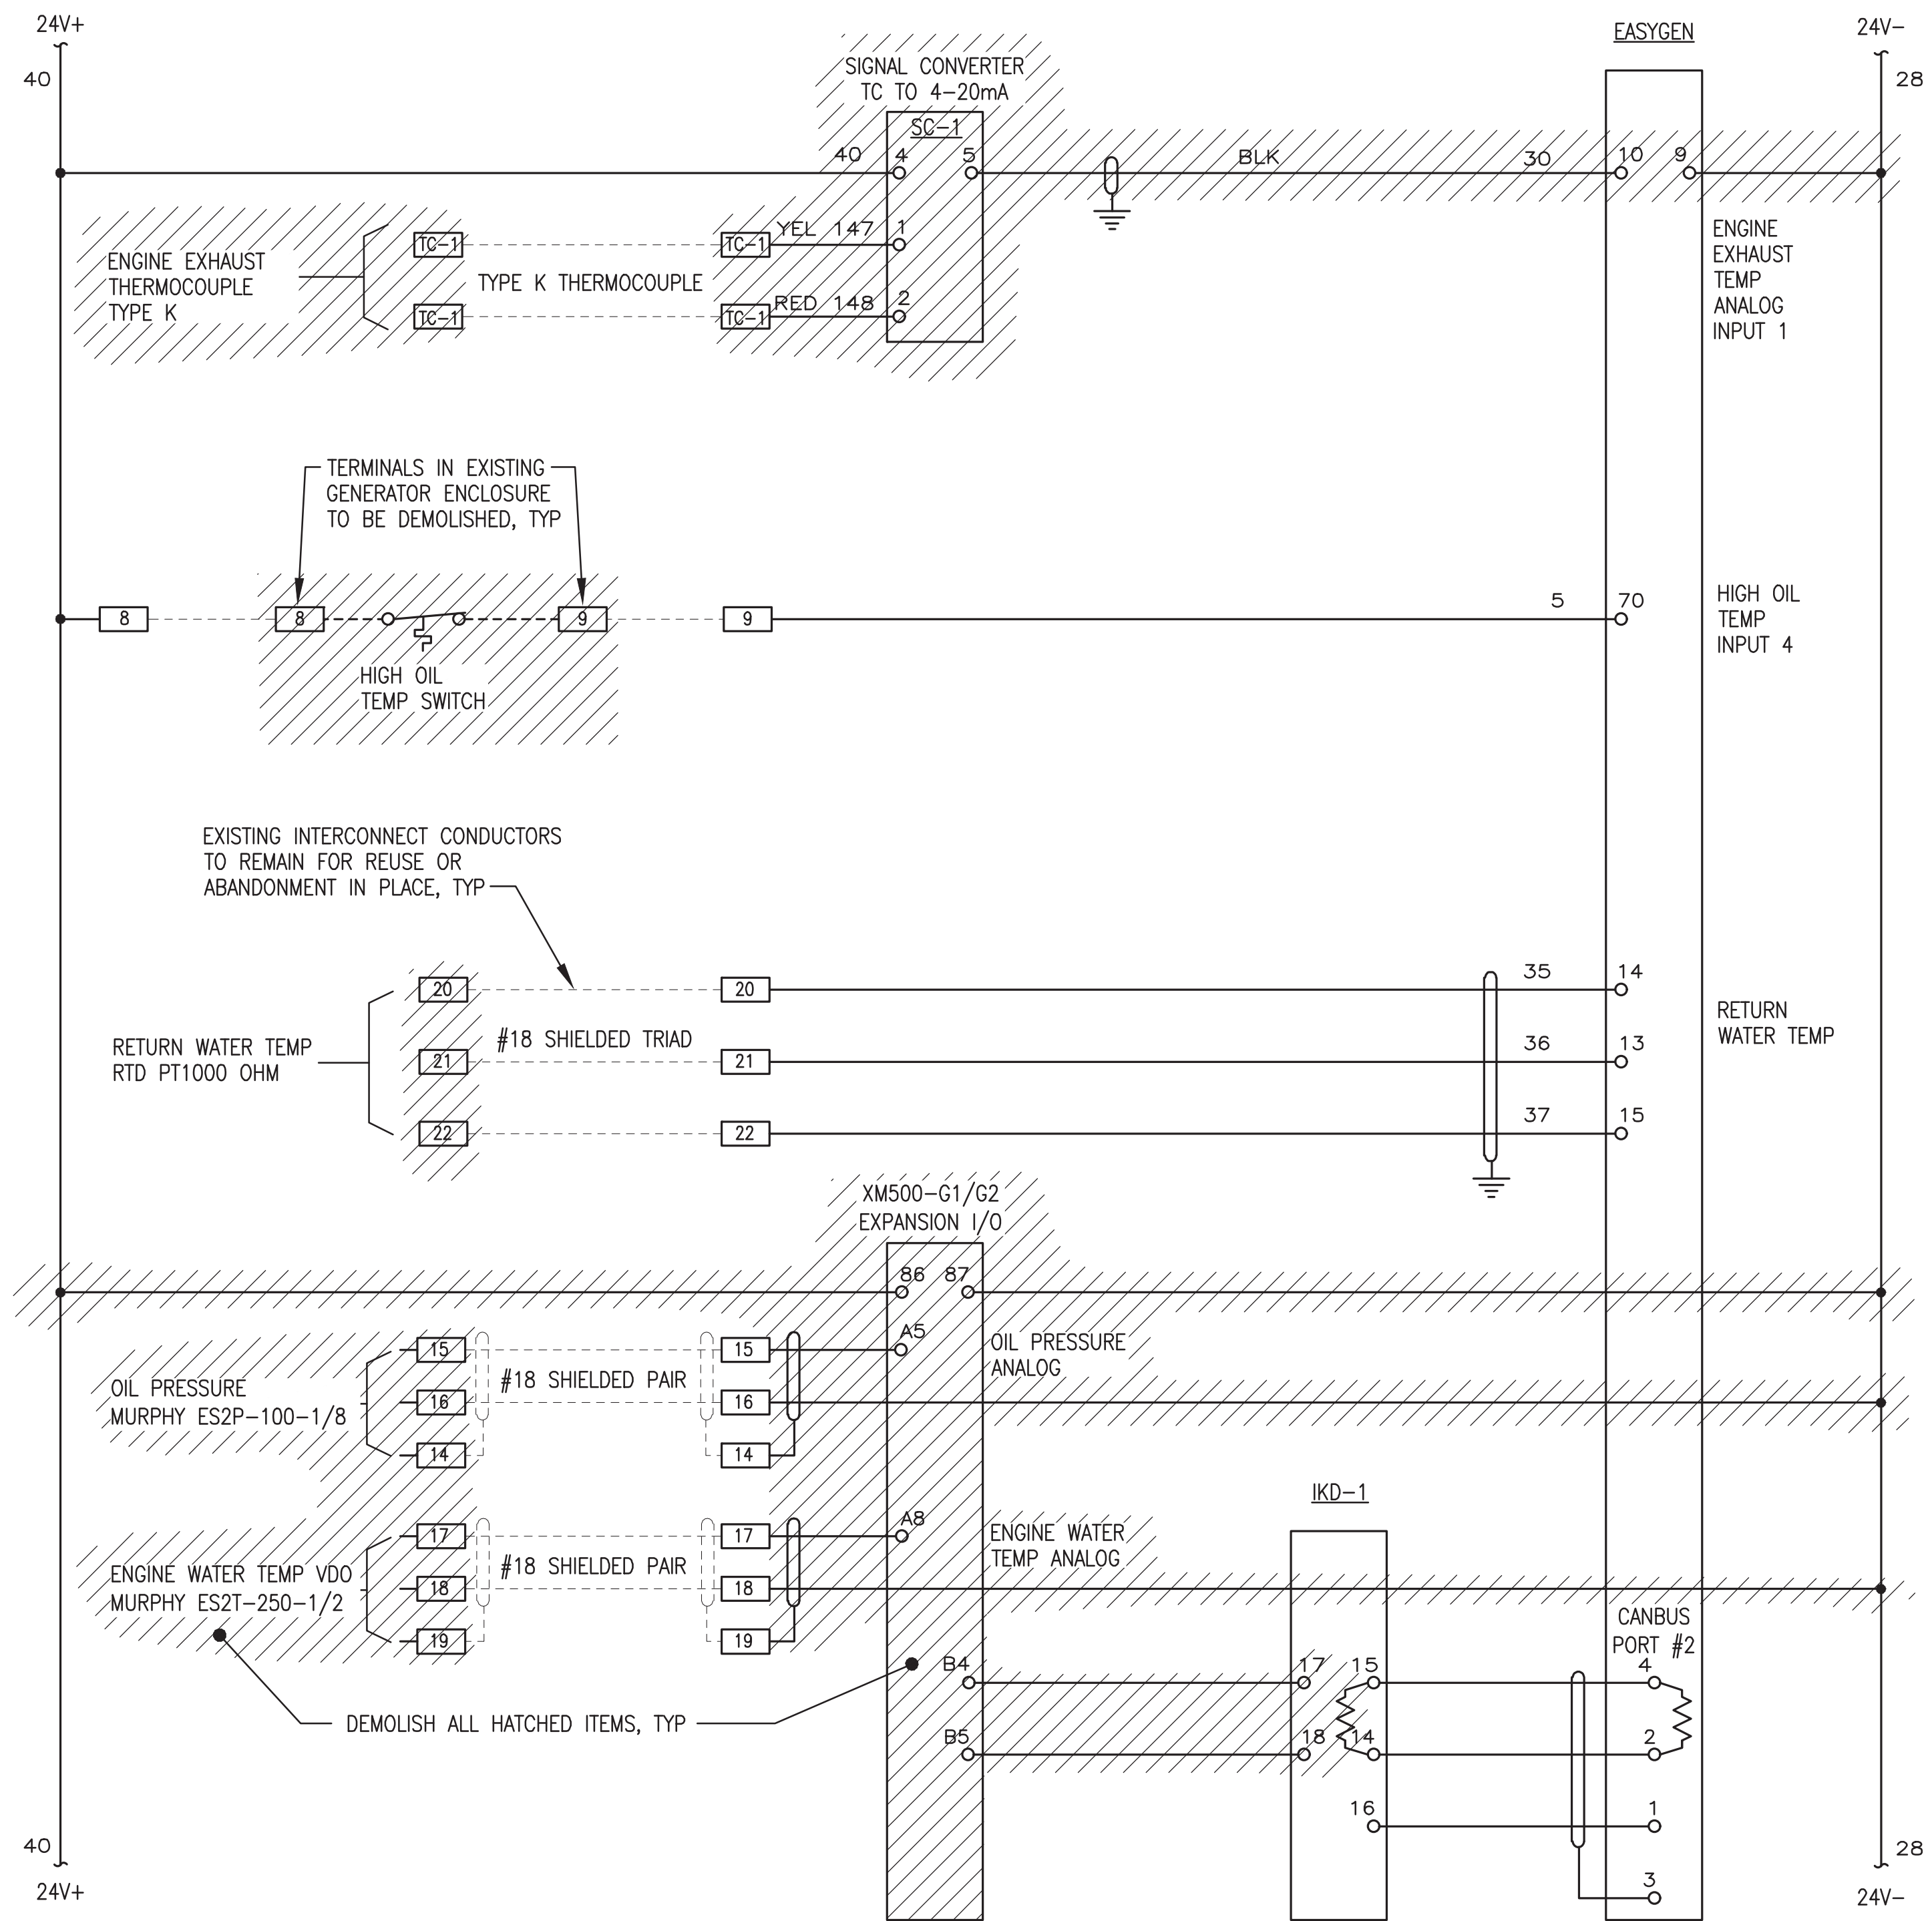 24V+
24V-
EASYGEN
40
28
SIGNAL CONVERTER
TC TO 4-20mA
SC-1
40
4
5
BLK
30
10
9
TC-1
TC-1
YEL 147
1
ENGINE EXHAUST
THERMOCOUPLE
TYPE K
TYPE K THERMOCOUPLE
TC-1
TC-1
RED 148
2
ENGINE
EXHAUST
TEMP
ANALOG
INPUT 1
TERMINALS IN EXISTING
GENERATOR ENCLOSURE
TO BE DEMOLISHED, TYP
8
8
9
9
5
70
HIGH OIL
TEMP
INPUT 4
HIGH OIL
TEMP SWITCH
EXISTING INTERCONNECT CONDUCTORS
TO REMAIN FOR REUSE OR
ABANDONMENT IN PLACE, TYP
20
20
35
14
RETURN WATER TEMP
RTD PT1000 OHM
#18 SHIELDED TRIAD
RETURN
WATER TEMP
21
21
36
13
22
22
37
15
XM500-G1/G2
EXPANSION I/O
86
87
15
15
A5
OIL PRESSURE
ANALOG
OIL PRESSURE
MURPHY ES2P-100-1/8
#18 SHIELDED PAIR
16
16
14
14
IKD-1
17
17
A8
ENGINE WATER
TEMP ANALOG
ENGINE WATER TEMP VDO
MURPHY ES2T-250-1/2
#18 SHIELDED PAIR
18
18
19
19
CANBUS
PORT #2
B4
17
15
4
DEMOLISH ALL HATCHED ITEMS, TYP
B5
18
14
2
16
1
3
40
28
24V+
24V-